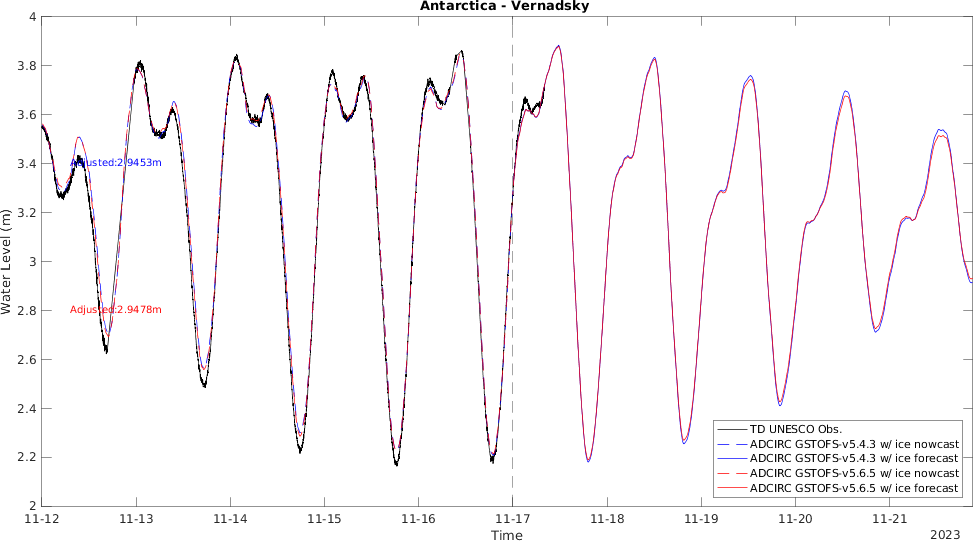 Antarctica - Vernadsky
4
3.8
3.6
3.4
3.2
3
2.8
2.6
2.4
2.2
2
Water Level (m)
Adjusted:2.9453m
Adjusted:2.9478m
TD UNESCO Obs.
ADCIRC GSTOFS-v5.4.3 w/ ice nowcast
ADCIRC GSTOFS-v5.4.3 w/ ice forecast
ADCIRC GSTOFS-v5.6.5 w/ ice nowcast
ADCIRC GSTOFS-v5.6.5 w/ ice forecast
11-12 11-13 11-14 11-15 11-16 11-17 11-18 11-19 11-20 11-21
Time
2023